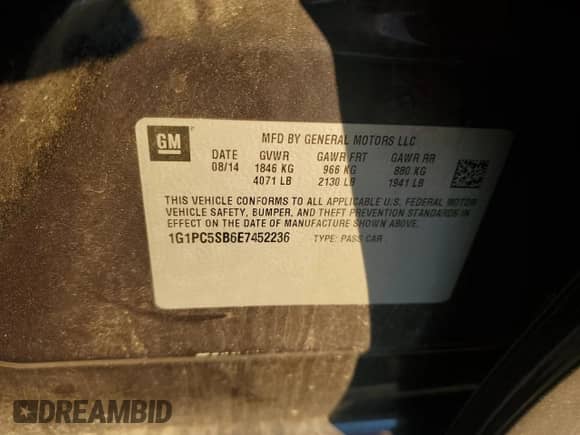 GM
MFD BY GENERAL MOTORS LLC
DATE GVWR GAWR FRT GAWR RR
08/14 1846 KG 966 KG 880 KG
4071 LB 2130 LB 1941 LB
THIS VEHICLE CONFORMS TO ALL APPLICABLE U.S. FEDERAL MOTOR
VEHICLE SAFETY, BUMPER, AND THEFT PREVENTION STANDARDS IN
EFFECT ON THE DATE OF MANUFACTURE SHOWN ABOVE.
1G1PC5SB6E7452236 TYPE: PASS CAR
DREAMBID